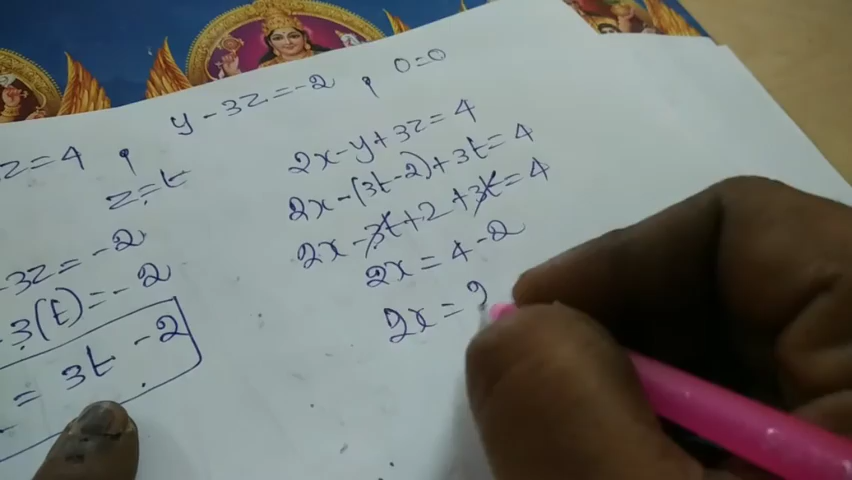 y - 3z = -2 , 0 = 0
z = 4 ,
z = t
-3z = -2
3(t) = -2
= 3t - 2
2x - y + 3z = 4
2x - (3t - 2) + 3t = 4
2x - 3t + 2 + 3t = 4
2x = 4 - 2
2x = 2